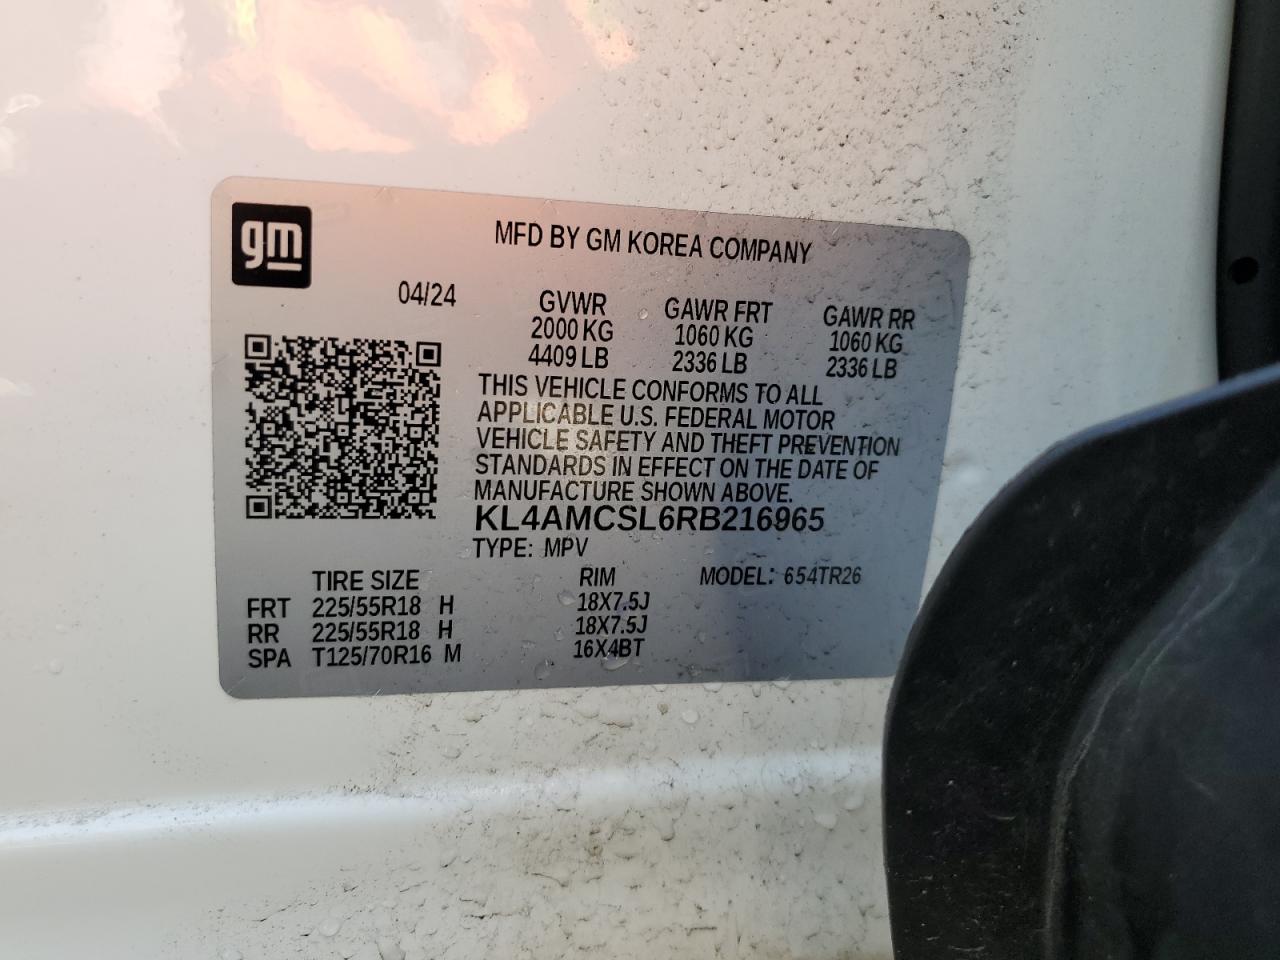 gm
MFD BY GM KOREA COMPANY
04/24
GVWR GAWR FRT GAWR RR
2000 KG 1060 KG 1060 KG
4409 LB 2336 LB 2336 LB
THIS VEHICLE CONFORMS TO ALL
APPLICABLE U.S. FEDERAL MOTOR
VEHICLE SAFETY AND THEFT PREVENTION
STANDARDS IN EFFECT ON THE DATE OF
MANUFACTURE SHOWN ABOVE.
KL4AMCSL6RB216965
TYPE: MPV
TIRE SIZE RIM MODEL: 654TR26
FRT 225/55R18 H 18X7.5J
RR 225/55R18 H 18X7.5J
SPA T125/70R16 M 16X4BT